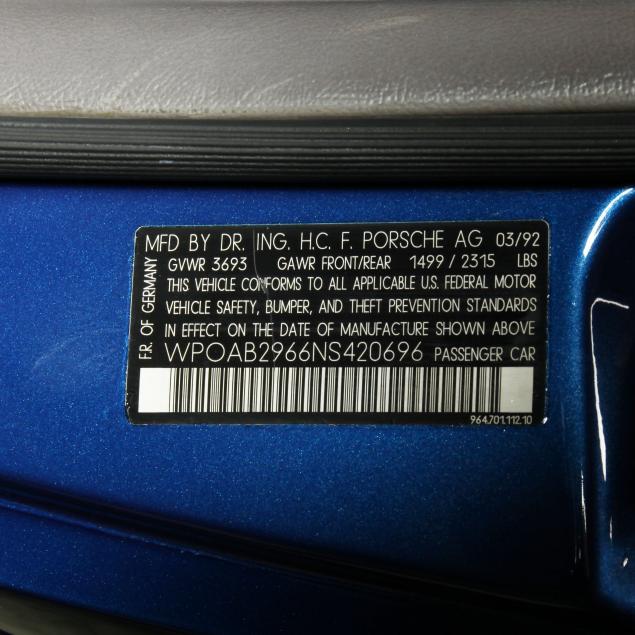 MFD BY DR. ING. H.C. F. PORSCHE AG 03/92
GVWR 3693 GAWR FRONT/REAR 1499 / 2315 LBS
THIS VEHICLE CONFORMS TO ALL APPLICABLE U.S. FEDERAL MOTOR
VEHICLE SAFETY, BUMPER, AND THEFT PREVENTION STANDARDS
IN EFFECT ON THE DATE OF MANUFACTURE SHOWN ABOVE
WPOAB2966NS420696 PASSENGER CAR
964.701.112.10
F.R. OF GERMANY